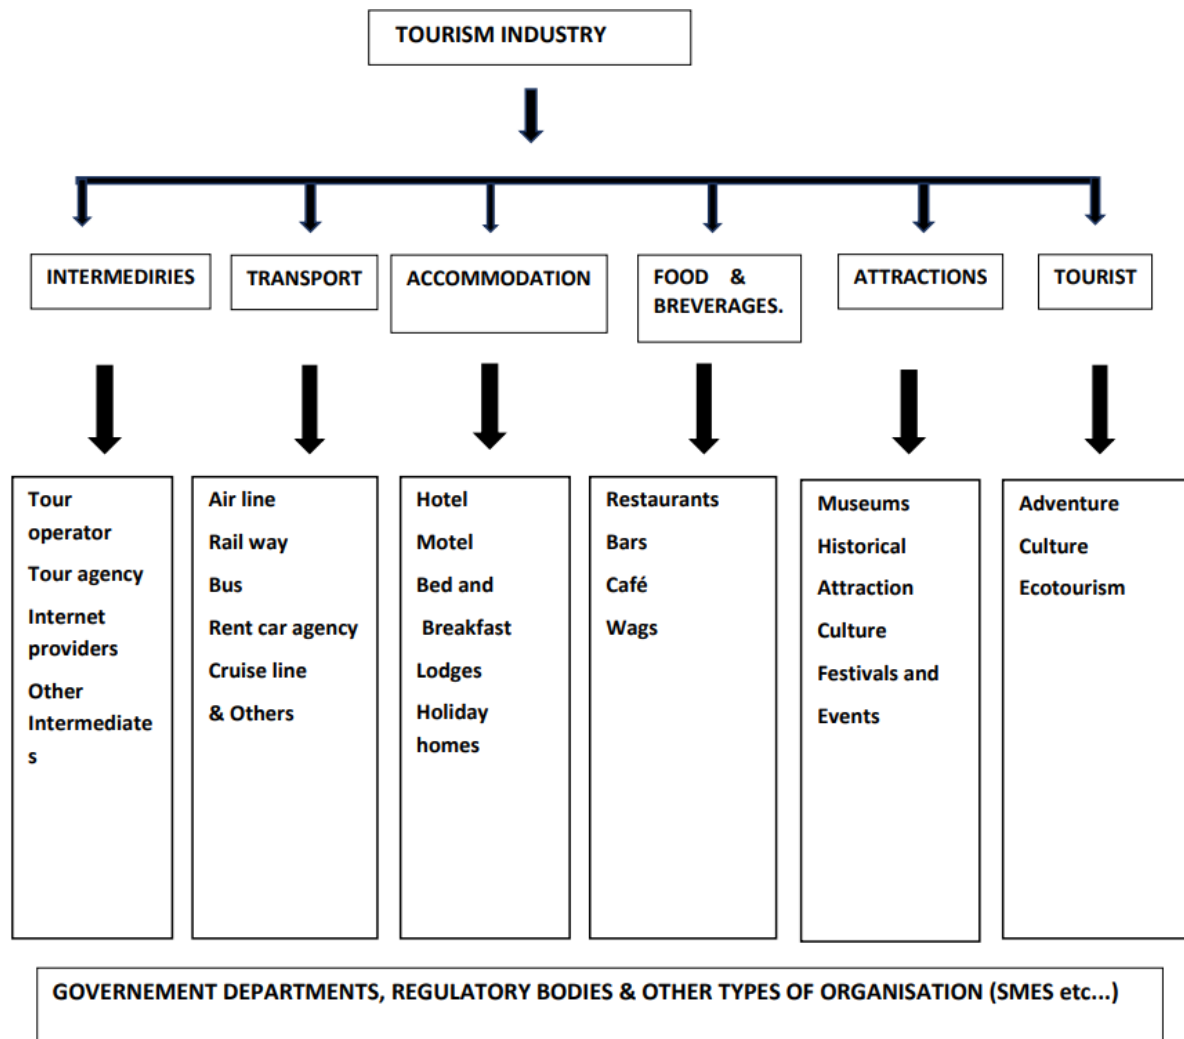 TOURISM INDUSTRY
INTERMEDIRIES
TRANSPORT
ACCOMMODATION
FOOD &
BREVERAGES.
ATTRACTIONS
TOURIST
Tour
operator
Tour agency
Internet
providers
Other
Intermediate
s
Air line
Rail way
Bus
Rent car agency
Cruise line
& Others
Hotel
Motel
Bed and
Breakfast
Lodges
Holiday
homes
Restaurants
Bars
Café
Wags
Museums
Historical
Attraction
Culture
Festivals and
Events
Adventure
Culture
Ecotourism
GOVERNEMENT DEPARTMENTS, REGULATORY BODIES & OTHER TYPES OF ORGANISATION (SMES etc...)